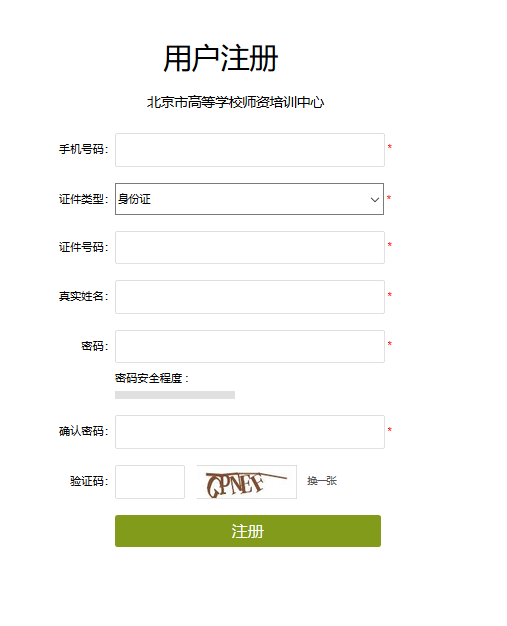 用户注册
北京市高等学校师资培训中心
手机号码： *
证件类型： 身份证 *
证件号码： *
真实姓名： *
密码： *
密码安全程度：
确认密码： *
验证码： QPNEF 换一张
注册